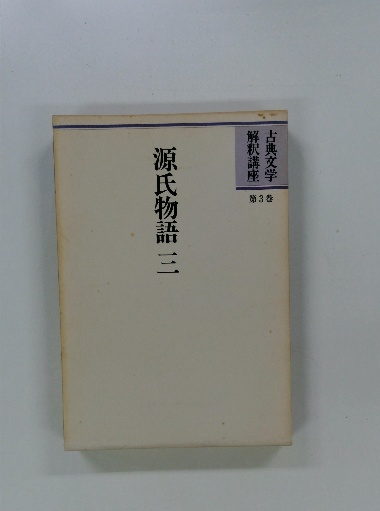 古典文学
解釈講座
第3巻
源氏物語 三